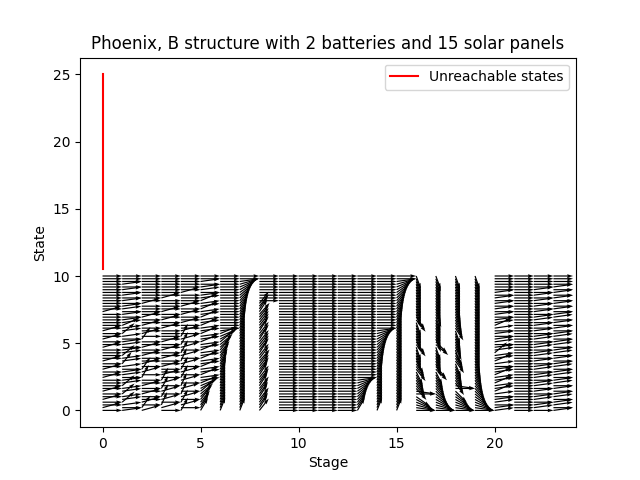 Phoenix, B structure with 2 batteries and 15 solar panels
Unreachable states
25
20
15
10
5
0
State
0 5 10 15 20
Stage